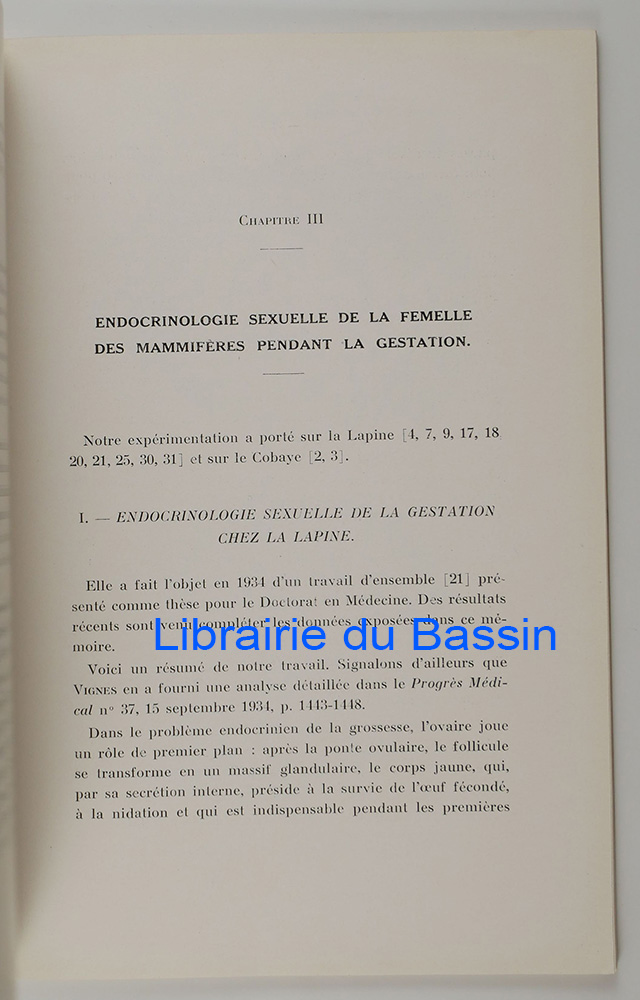 CHAPITRE III
ENDOCRINOLOGIE SEXUELLE DE LA FEMELLE
DES MAMMIFÈRES PENDANT LA GESTATION.
Notre expérimentation a porté sur la Lapine [4, 7, 9, 17, 18
20, 21, 25, 30, 31] et sur le Cobaye [2, 3].
I. — ENDOCRINOLOGIE SEXUELLE DE LA GESTATION
CHEZ LA LAPINE.
Elle a fait l'objet en 1934 d'un travail d'ensemble [21] pré-
senté comme thèse pour le Doctorat en Médecine. Des résultats
récents sont venu compléter les données exposées dans ce mé-
moire.
Librairie du Bassin
Voici un résumé de notre travail. Signalons d'ailleurs que
VIGNES en a fourni une analyse détaillée dans le Progrès Médi-
cal nº 37, 15 septembre 1934, p. 1443-1448.
Dans le problème endocrinien de la grossesse, l'ovaire joue
un rôle de premier plan : après la ponte ovulaire, le follicule
se transforme en un massif glandulaire, le corps jaune, qui,
par sa secrétion interne, préside à la survie de l'œuf fécondé,
à la nidation et qui est indispensable pendant les premières